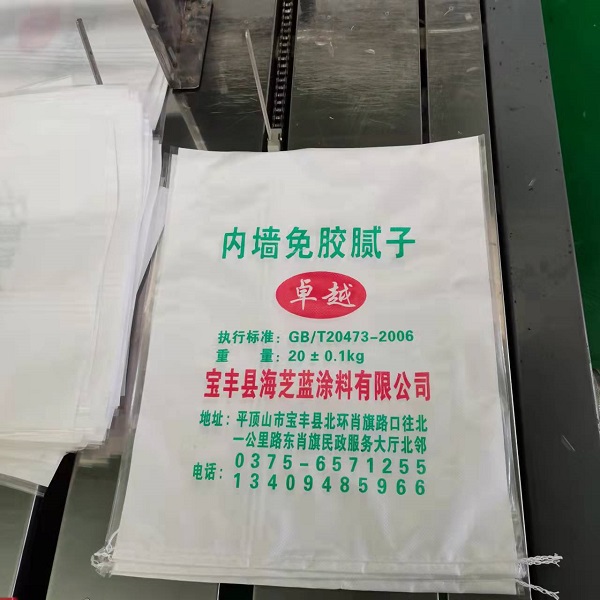 内墙免胶腻子
卓越
执行标准: GB/T20473-2006
重 量: 20±0.1kg
宝丰县海芝蓝涂料有限公司
地址: 平顶山市宝丰县北环肖旗路口往北
一公里路东肖旗民政服务大厅北邻
电话: 0375-6571255
13409485966